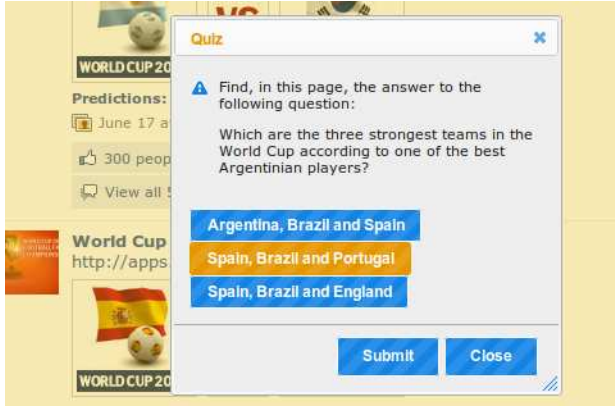 VS
WORLD CUP 20
Predictions:
June 17 a
300 peop
View all
World Cup
http://apps.
WORLD CUP 20
Quiz
Find, in this page, the answer to the
following question:
Which are the three strongest teams in the
World Cup according to one of the best
Argentinian players?
Argentina, Brazil and Spain
Spain, Brazil and Portugal
Spain, Brazil and England
Submit
Close